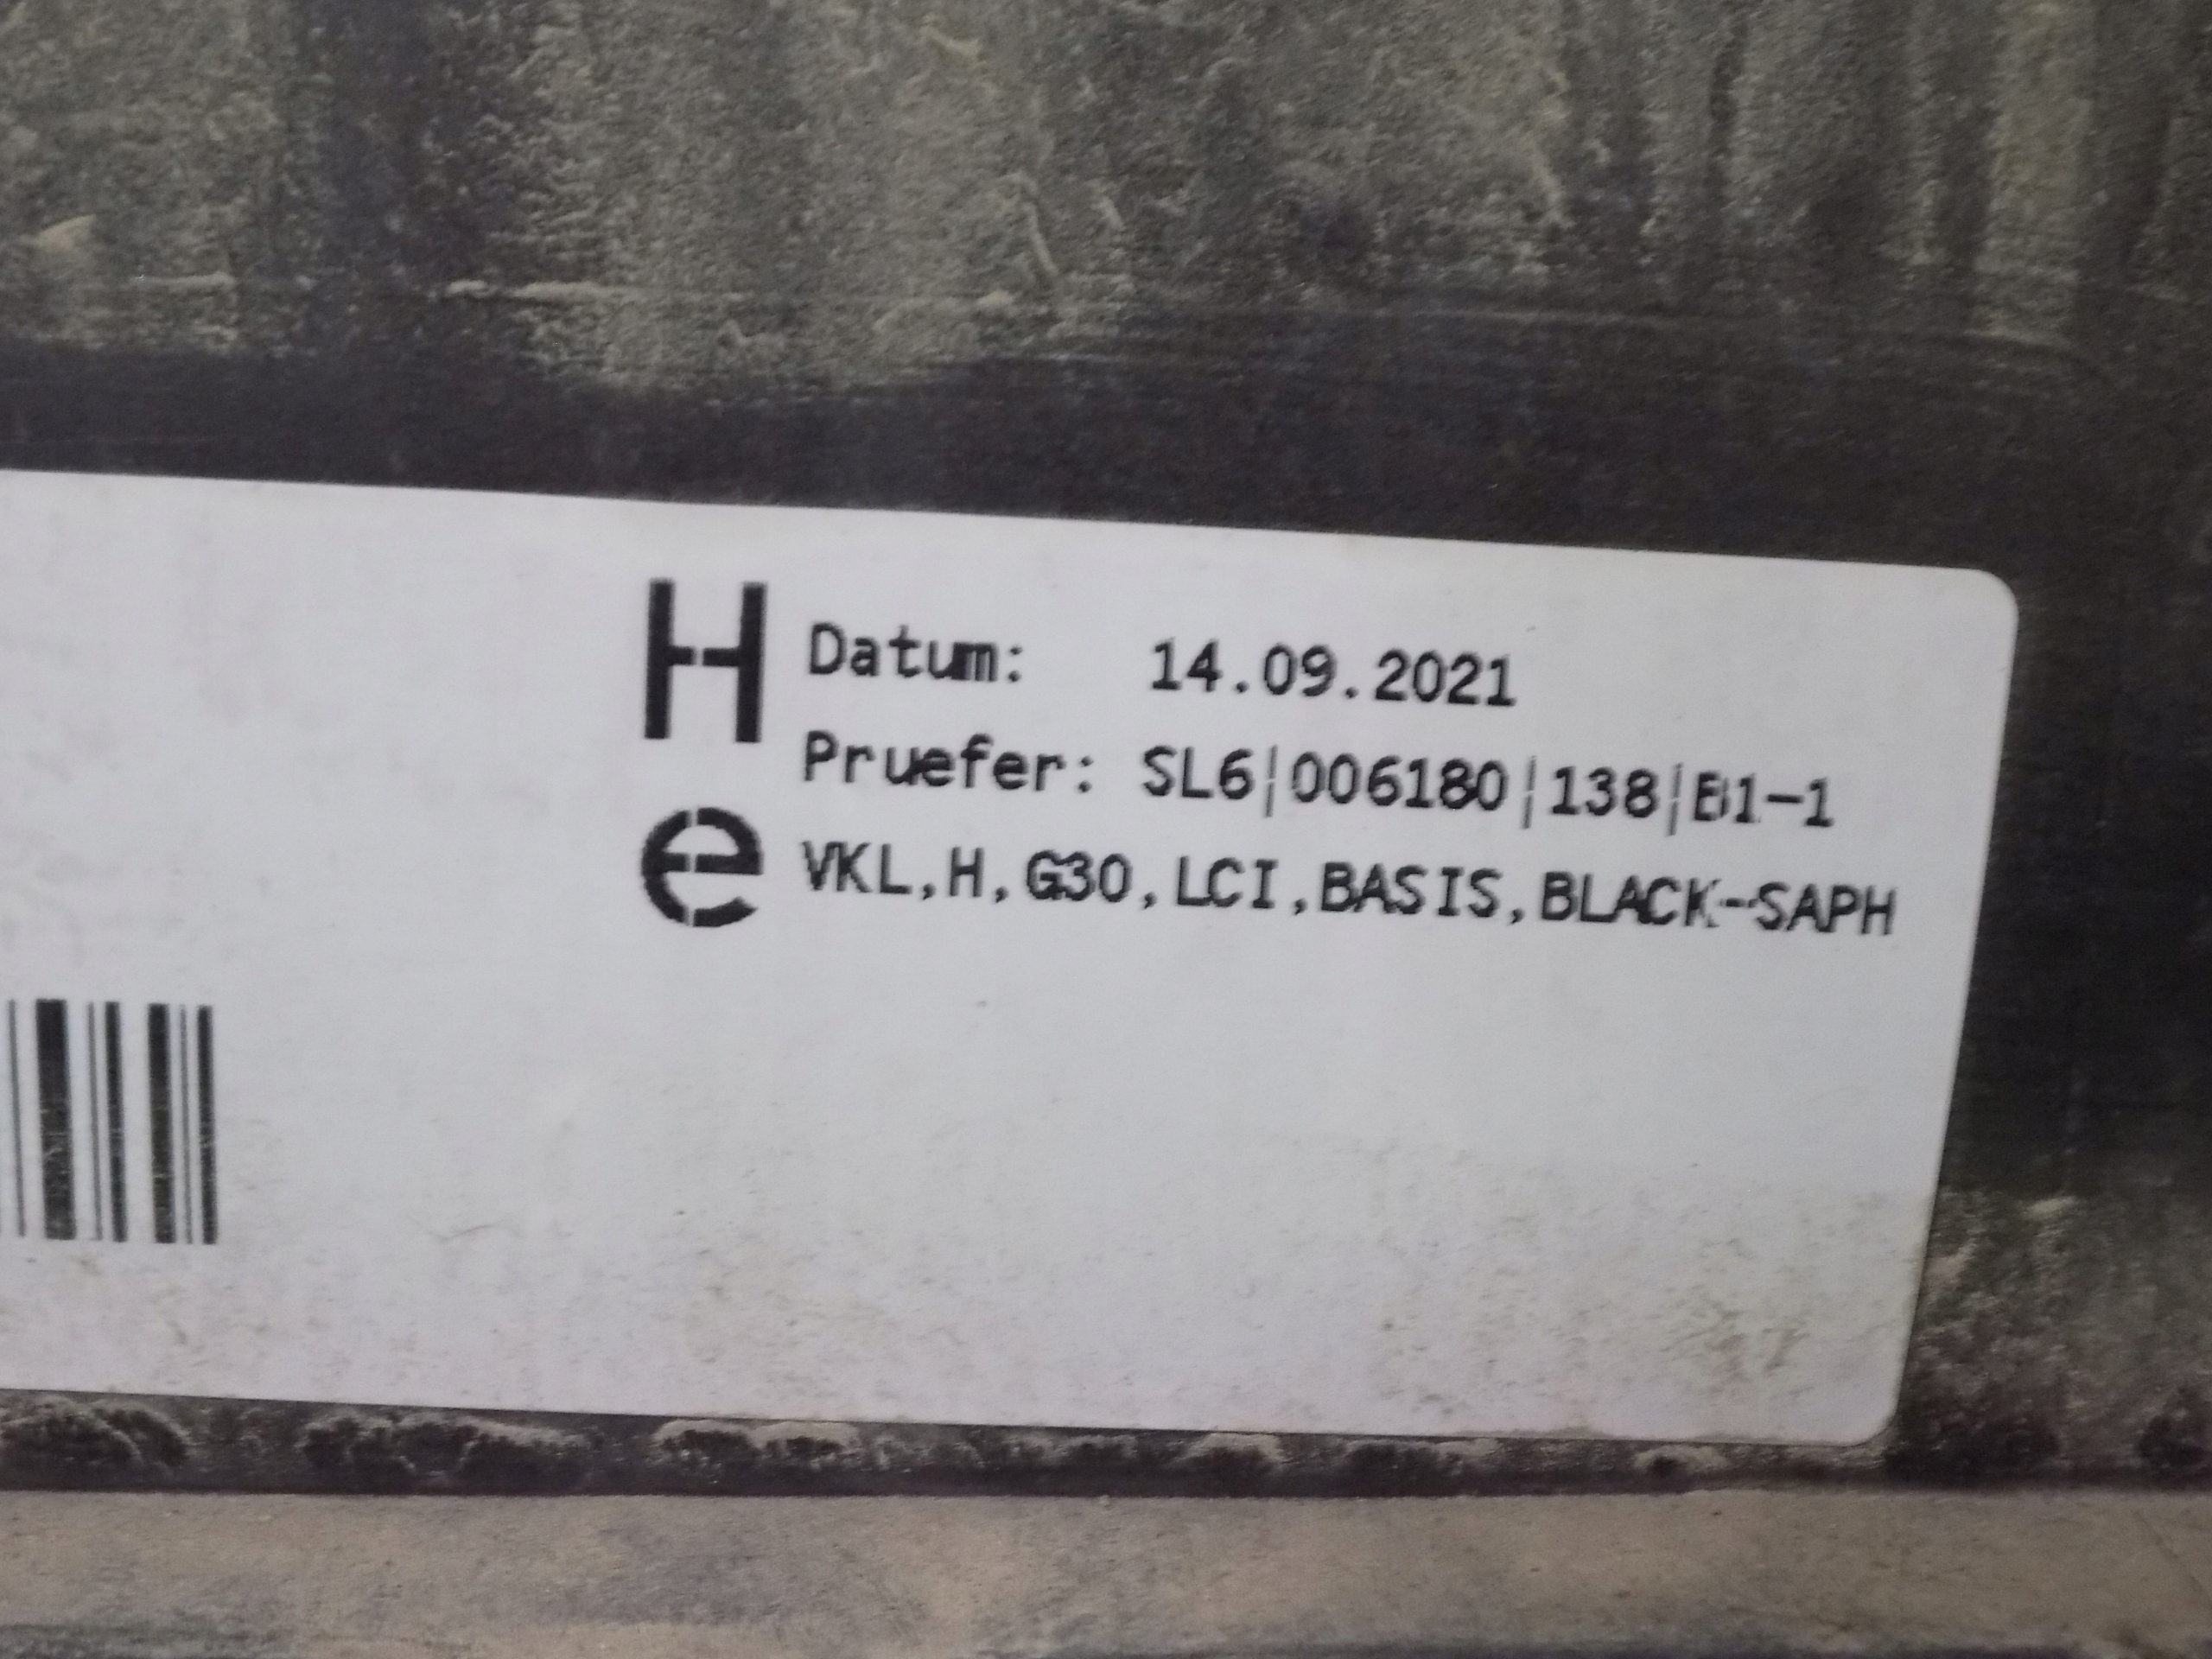 H Datum: 14.09.2021
Pruefer: SL6|006180|138|B1-1
e VKL,H,G30,LCI,BASIS,BLACK-SAPH